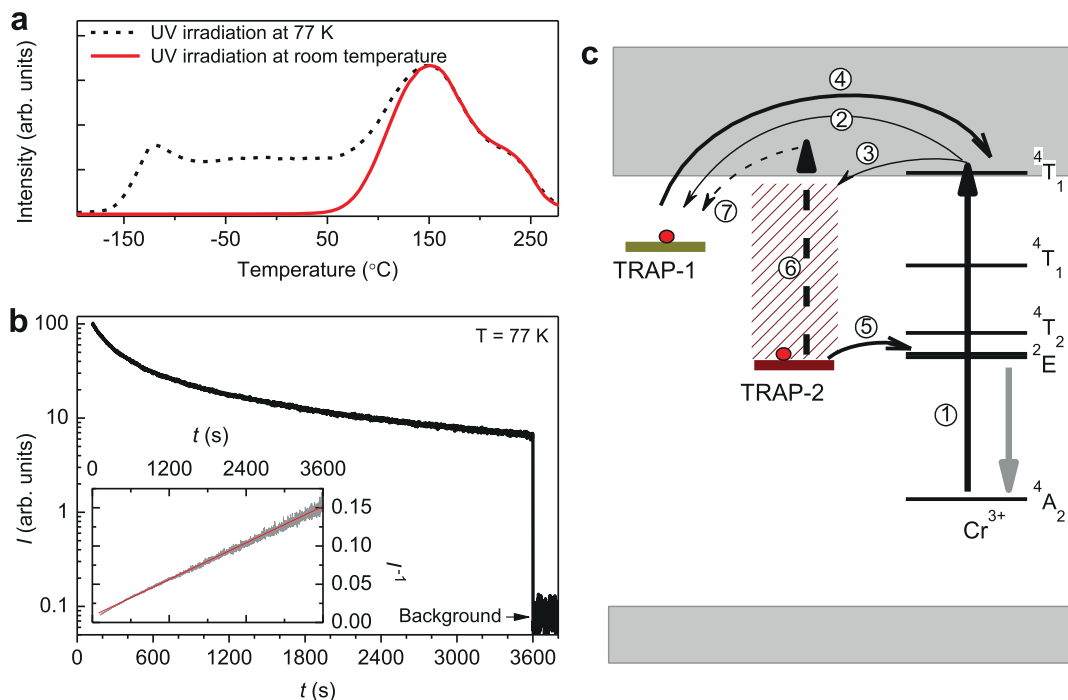 a
UV irradiation at 77 K
UV irradiation at room temperature
Intensity (arb. units)
-150 -50 50 150 250
Temperature (°C)
b
T = 77 K
100
10
1
0.1
I (arb. units)
t (s)
0 1200 2400 3600
0.15
0.10
0.05
0.00
I⁻¹
Background
0 600 1200 1800 2400 3000 3600
t (s)
c
④
②
③
⁴T₁
⑦
TRAP-1
⁴T₁
⑥
⁴T₂
⑤
²E
TRAP-2
①
⁴A₂
Cr³⁺